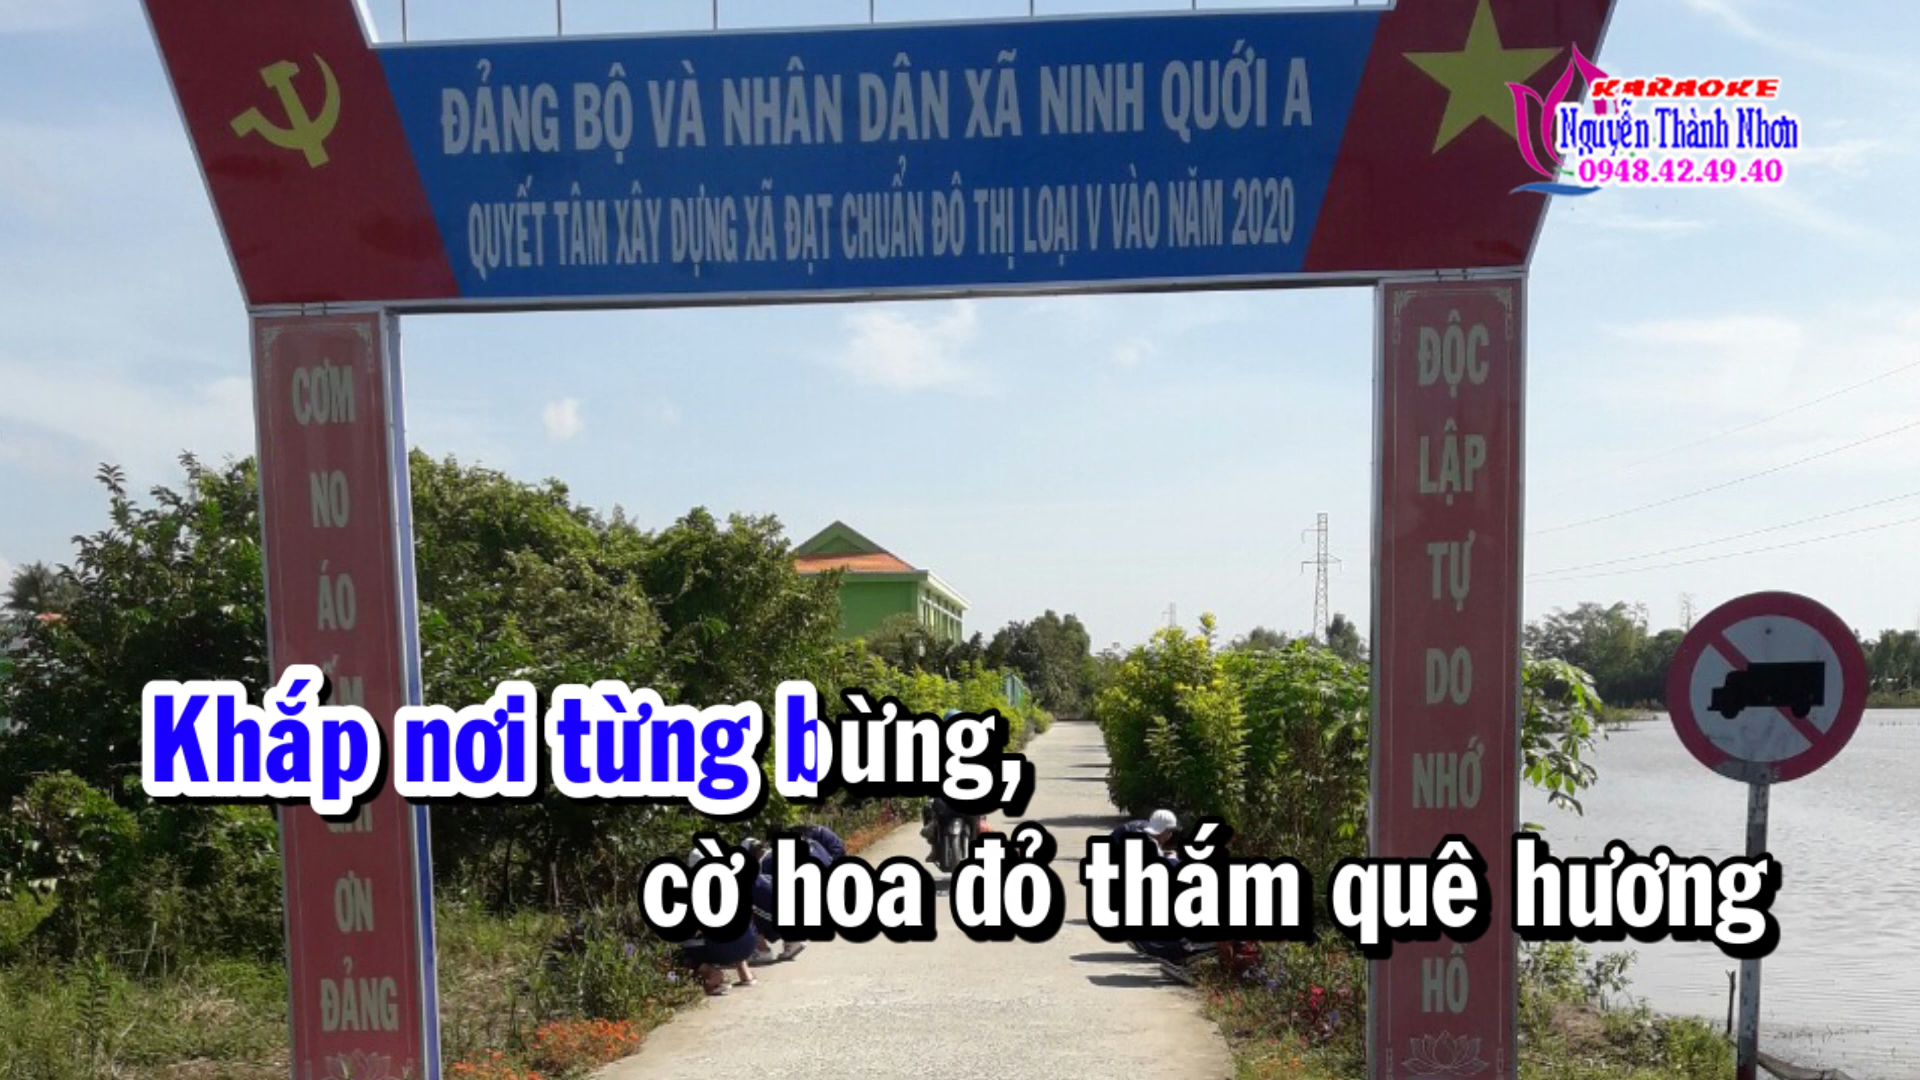 ĐẢNG BỘ VÀ NHÂN DÂN XÃ NINH QUỚI A
QUYẾT TÂM XÂY DỰNG XÃ ĐẠT CHUẨN ĐÔ THỊ LOẠI V VÀO NĂM 2020
KARAOKE
Nguyễn Thành Nhơn
0948.42.49.40
CƠM
NO
ÁO
ƠN
ĐẢNG
ĐỘC
LẬP
TỰ
DO
NHỚ
HỒ
Khắp nơi từng bừng,
cờ hoa đỏ thắm quê hương